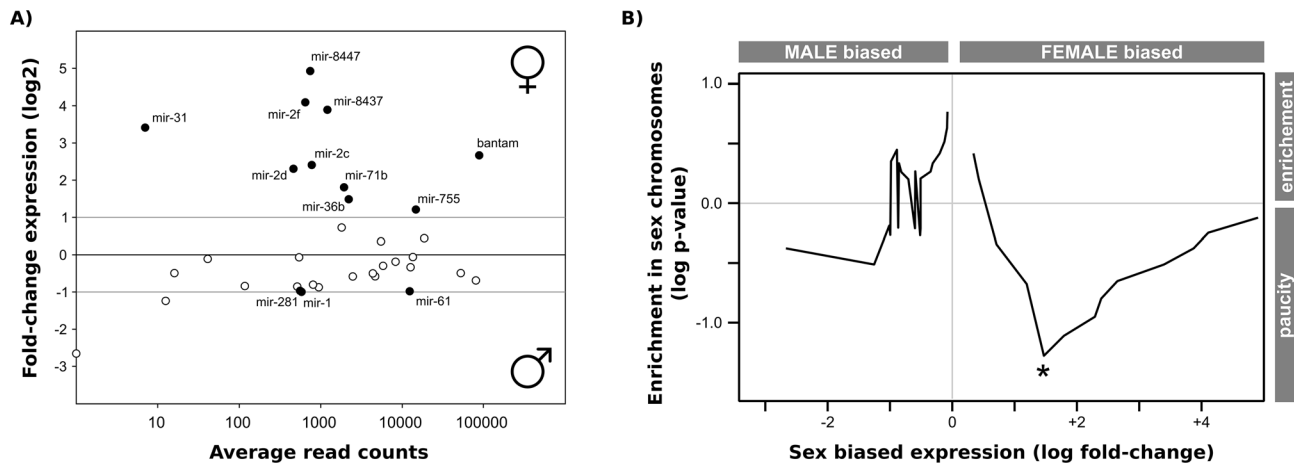 A)
Fold-change expression (log2)
5
4
3
2
1
0
-1
-2
-3
mir-8447
mir-2f
mir-8437
mir-31
bantam
mir-2c
mir-2d
mir-71b
mir-36b
mir-755
mir-281
mir-1
mir-61
♀
♂
10
100
1000
10000
100000
Average read counts
B)
MALE biased
FEMALE biased
Enrichment in sex chromosomes
(log p-value)
1.0
0.0
-1.0
*
enrichement
paucity
-2
0
+2
+4
Sex biased expression (log fold-change)